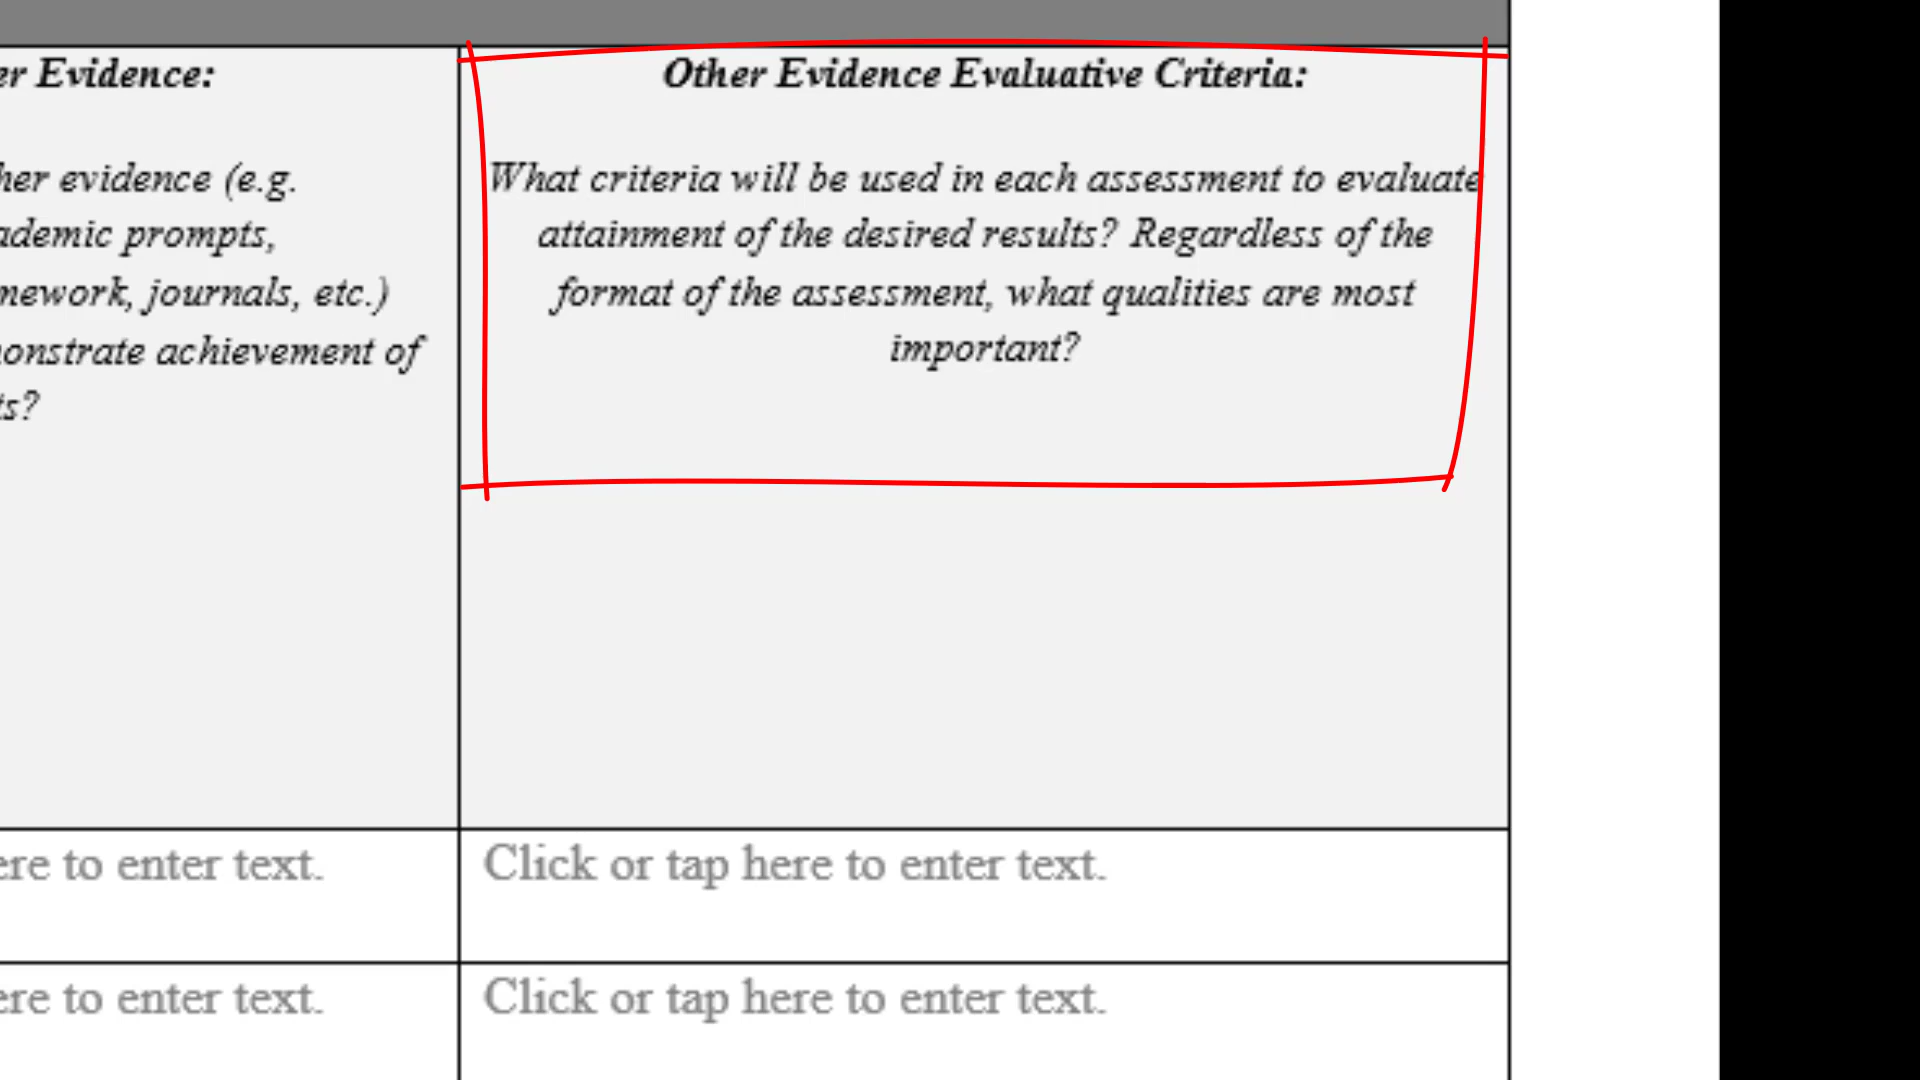 er Evidence:
her evidence (e.g.
ademic prompts,
mework, journals, etc.)
onstrate achievement of
ts?
Other Evidence Evaluative Criteria:
What criteria will be used in each assessment to evaluate
attainment of the desired results? Regardless of the
format of the assessment, what qualities are most
important?
ere to enter text.
Click or tap here to enter text.
ere to enter text.
Click or tap here to enter text.